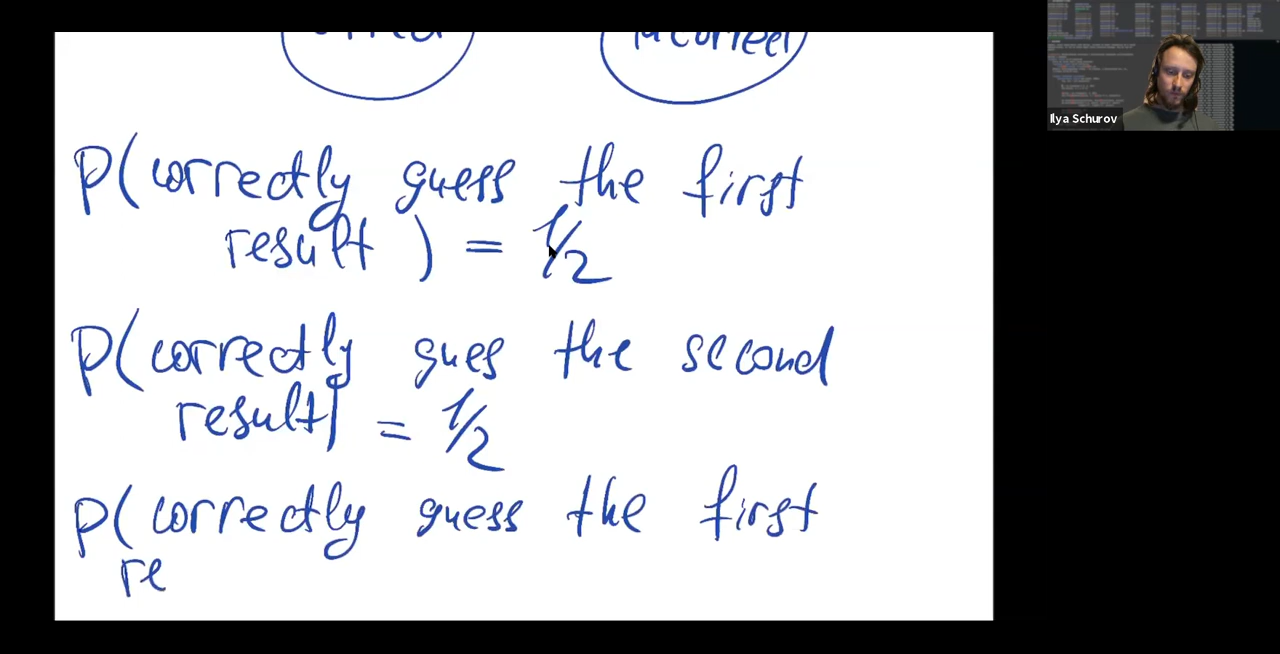 incorrect
Ilya Schurov
P(correctly guess the first
result) = 1/2
P(correctly gues the second
result) = 1/2
P(correctly guess the first
re